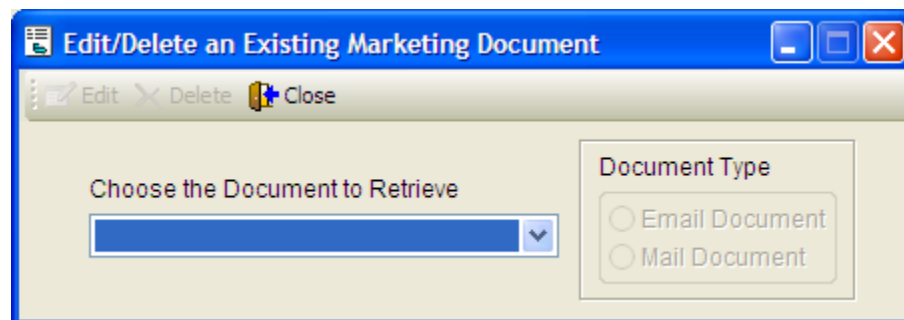 Edit/Delete an Existing Marketing Document
Edit Delete Close
Choose the Document to Retrieve
Document Type
Email Document
Mail Document